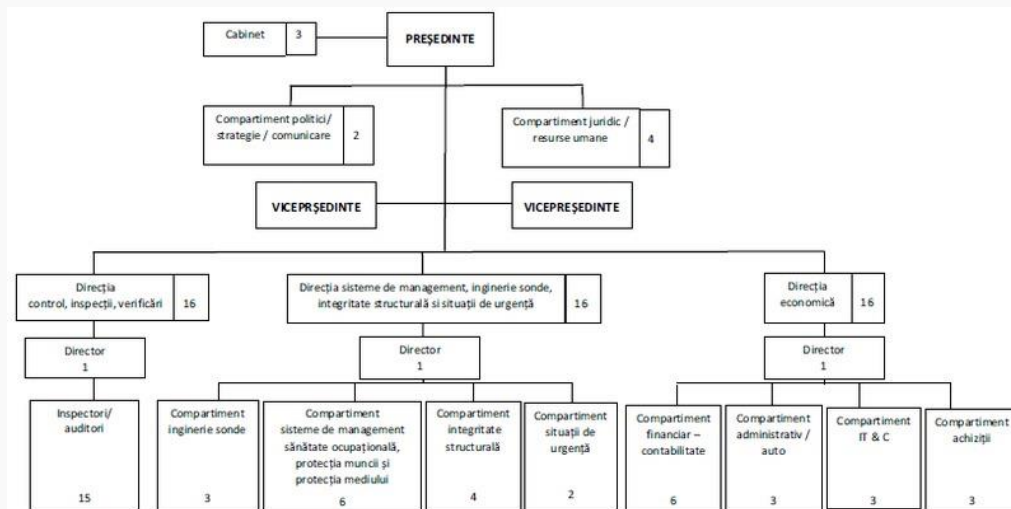 Cabinet 3
PREȘEDINTE
Compartiment politici/
strategie / comunicare
2
Compartiment juridic /
resurse umane
4
VICEPRȘEDINTE
VICEPREȘEDINTE
Direcția
control, inspecții, verificări
16
Direcția sisteme de management, inginerie sonde,
integritate structurală si situații de urgență
16
Direcția
economică
16
Director
1
Director
1
Director
1
Inspectori/
auditori
15
Compartiment
inginerie sonde
3
Compartiment
sisteme de management
sănătate ocupațională,
protecția muncii și
protecția mediului
6
Compartiment
integritate
structurală
4
Compartiment
situații de
urgență
2
Compartiment
financiar –
contabilitate
6
Compartiment
administrativ /
auto
3
Compartiment
IT & C
3
Compartiment
achiziții
3